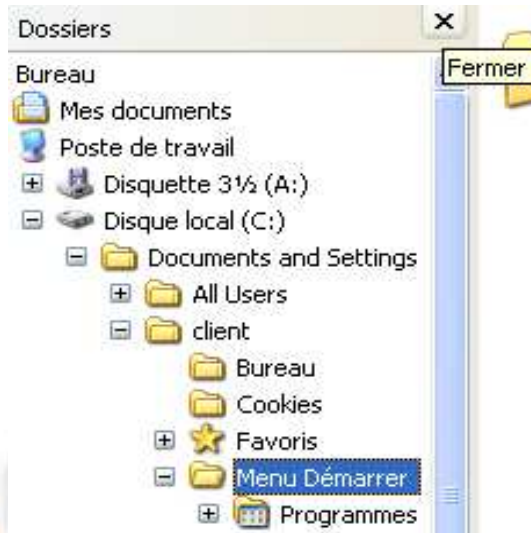 Dossiers
Fermer
Bureau
Mes documents
Poste de travail
Disquette 3½ (A:)
Disque local (C:)
Documents and Settings
All Users
client
Bureau
Cookies
Favoris
Menu Démarrer
Programmes